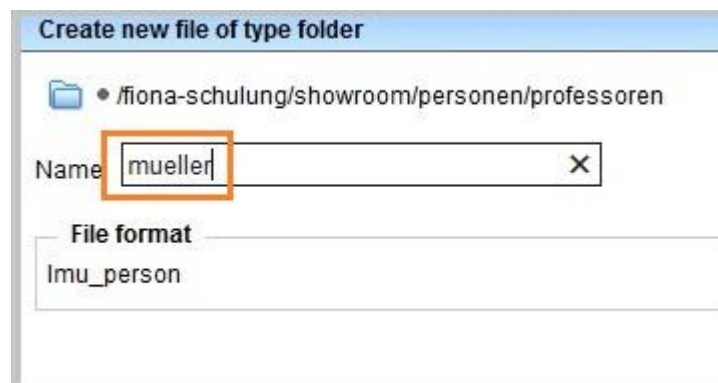 Create new file of type folder
/fiona-schulung/showroom/personen/professoren
Name mueller
File format
lmu_person